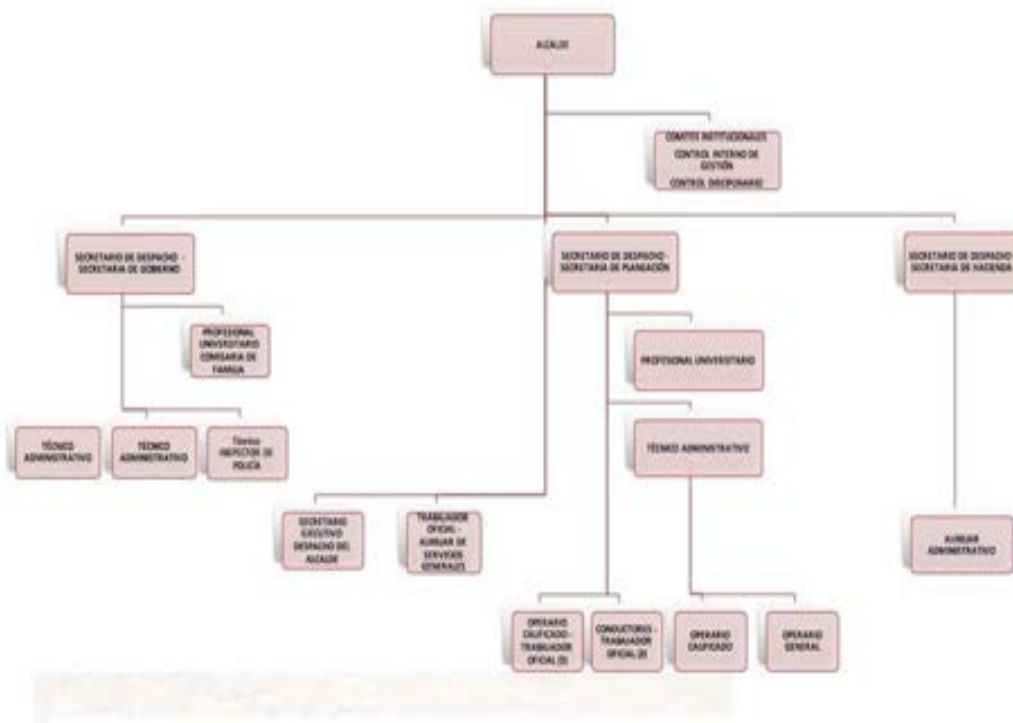 ALCALDE
COMITES INSTITUCIONALES
CONTROL INTERNO DE
GESTIÓN
CONTROL DISCIPLINARIO
SECRETARIO DE DESPACHO -
SECRETARIA DE GOBIERNO
SECRETARIO DE DESPACHO -
SECRETARIA DE PLANEACIÓN
SECRETARIO DE DESPACHO
SECRETARIA DE HACIENDA
PROFESIONAL
UNIVERSITARIO
COMISARIA DE
FAMILIA
PROFESIONAL UNIVERSITARIO
TÉCNICO
ADMINISTRATIVO
TÉCNICO
ADMINISTRATIVO
Técnico
INSPECTOR DE
POLICÍA
TÉCNICO ADMINISTRATIVO
SECRETARIO
EJECUTIVO
DESPACHO DEL
ALCALDE
TRABAJADOR
OFICIAL -
AUXILIAR DE
SERVICIOS
GENERALES
AUXILIAR
ADMINISTRATIVO
OPERARIO
CALIFICADO -
TRABAJADOR
OFICIAL
CONDUCTORES -
TRABAJADOR
OFICIAL
OPERARIO
CALIFICADO
OPERARIO
GENERAL